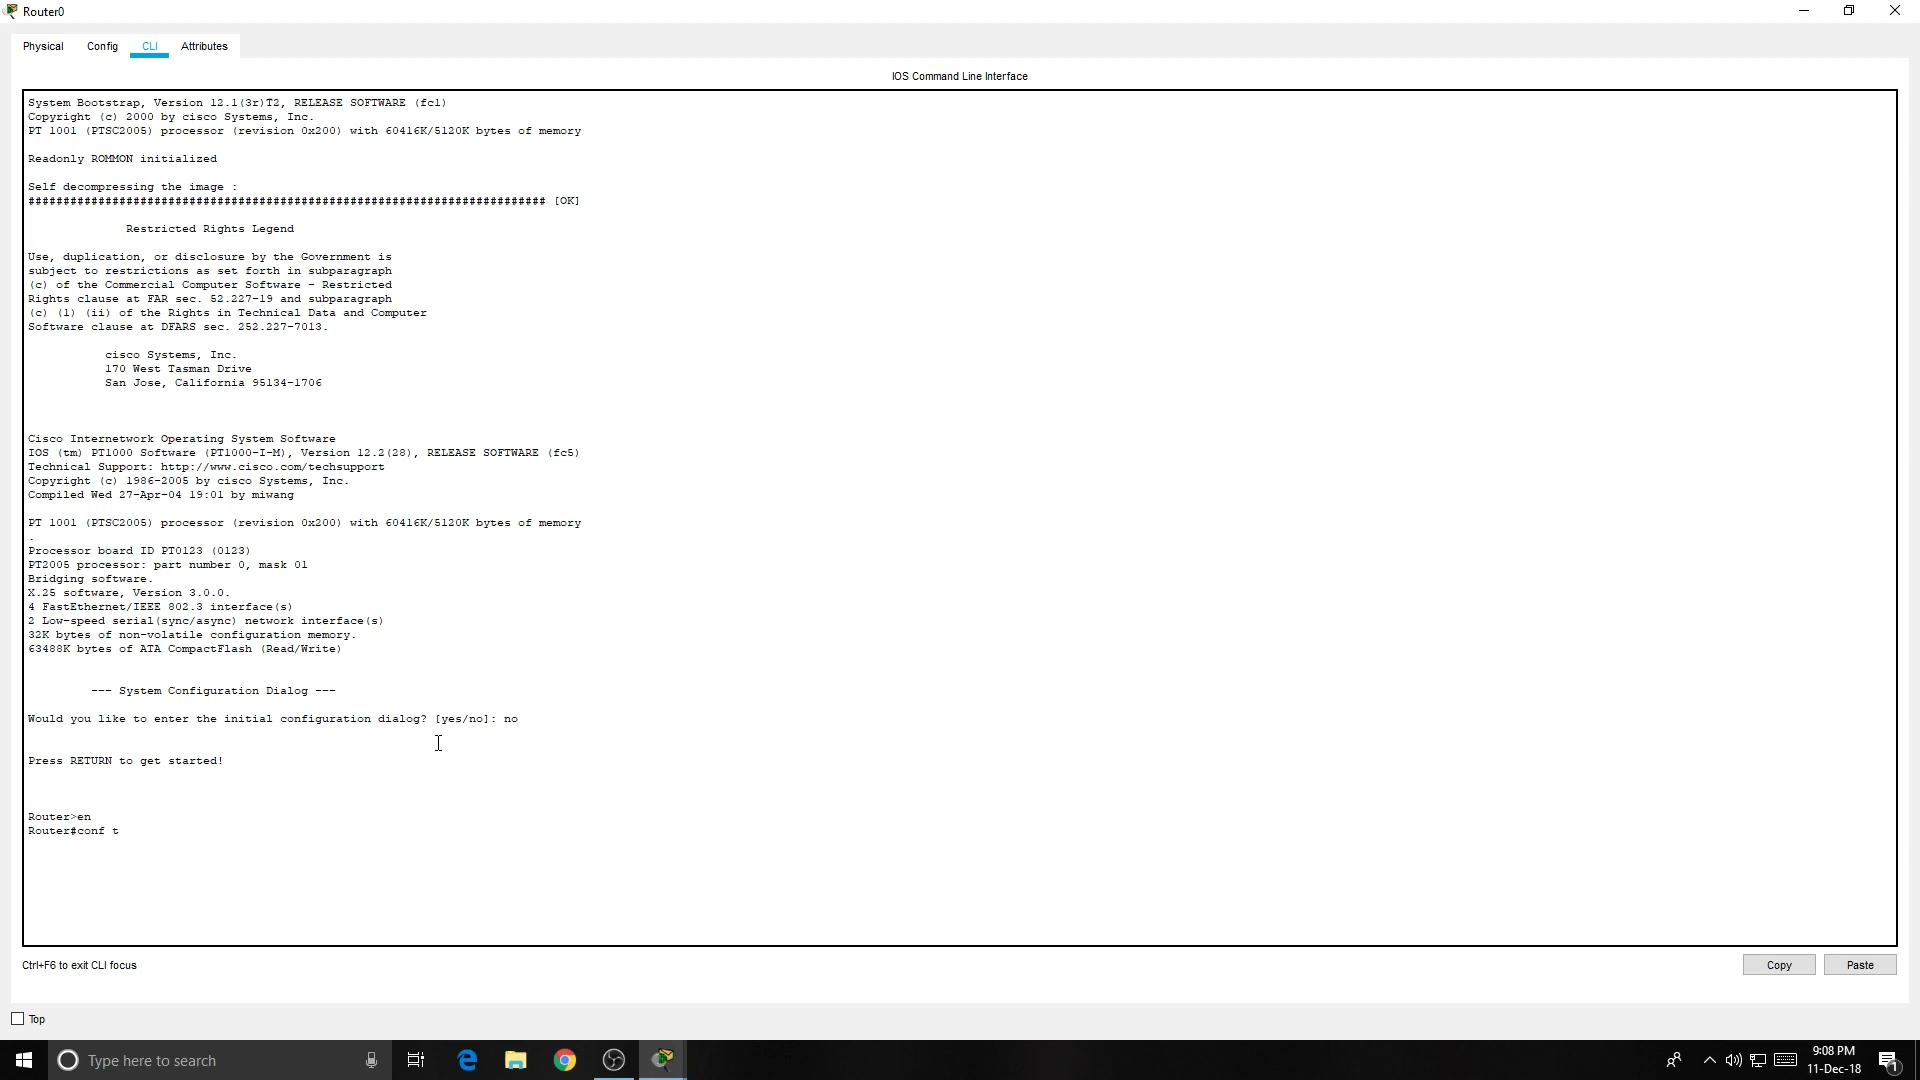 Router0
Physical Config CLI Attributes
IOS Command Line Interface
System Bootstrap, Version 12.1(3r)T2, RELEASE SOFTWARE (fc1)
Copyright (c) 2000 by cisco Systems, Inc.
PT 1001 (PTSC2005) processor (revision 0x200) with 60416K/5120K bytes of memory
Readonly ROMMON initialized
Self decompressing the image :
########################################################################## [OK]
Restricted Rights Legend
Use, duplication, or disclosure by the Government is
subject to restrictions as set forth in subparagraph
(c) of the Commercial Computer Software - Restricted
Rights clause at FAR sec. 52.227-19 and subparagraph
(c) (1) (ii) of the Rights in Technical Data and Computer
Software clause at DFARS sec. 252.227-7013.
cisco Systems, Inc.
170 West Tasman Drive
San Jose, California 95134-1706
Cisco Internetwork Operating System Software
IOS (tm) PT1000 Software (PT1000-I-M), Version 12.2(28), RELEASE SOFTWARE (fc5)
Technical Support: http://www.cisco.com/techsupport
Copyright (c) 1986-2005 by cisco Systems, Inc.
Compiled Wed 27-Apr-04 19:01 by miwang
PT 1001 (PTSC2005) processor (revision 0x200) with 60416K/5120K bytes of memory
.
Processor board ID PT0123 (0123)
PT2005 processor: part number 0, mask 01
Bridging software.
X.25 software, Version 3.0.0.
4 FastEthernet/IEEE 802.3 interface(s)
2 Low-speed serial(sync/async) network interface(s)
32K bytes of non-volatile configuration memory.
63488K bytes of ATA CompactFlash (Read/Write)
--- System Configuration Dialog ---
Would you like to enter the initial configuration dialog? [yes/no]: no
Press RETURN to get started!
Router>en
Router#conf t
Ctrl+F6 to exit CLI focus
Copy Paste
Top
Type here to search
9:08 PM
11-Dec-18
1